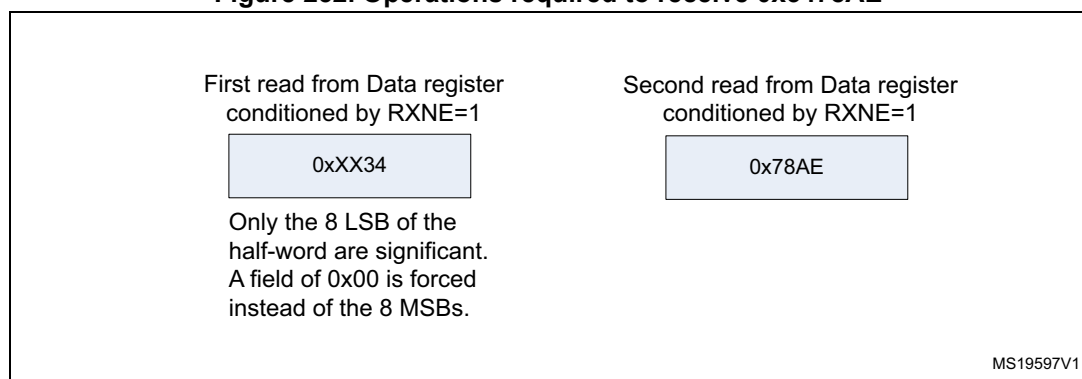 First read from Data register
conditioned by RXNE=1
0xXX34
Only the 8 LSB of the
half-word are significant.
A field of 0x00 is forced
instead of the 8 MSBs.
Second read from Data register
conditioned by RXNE=1
0x78AE
MS19597V1